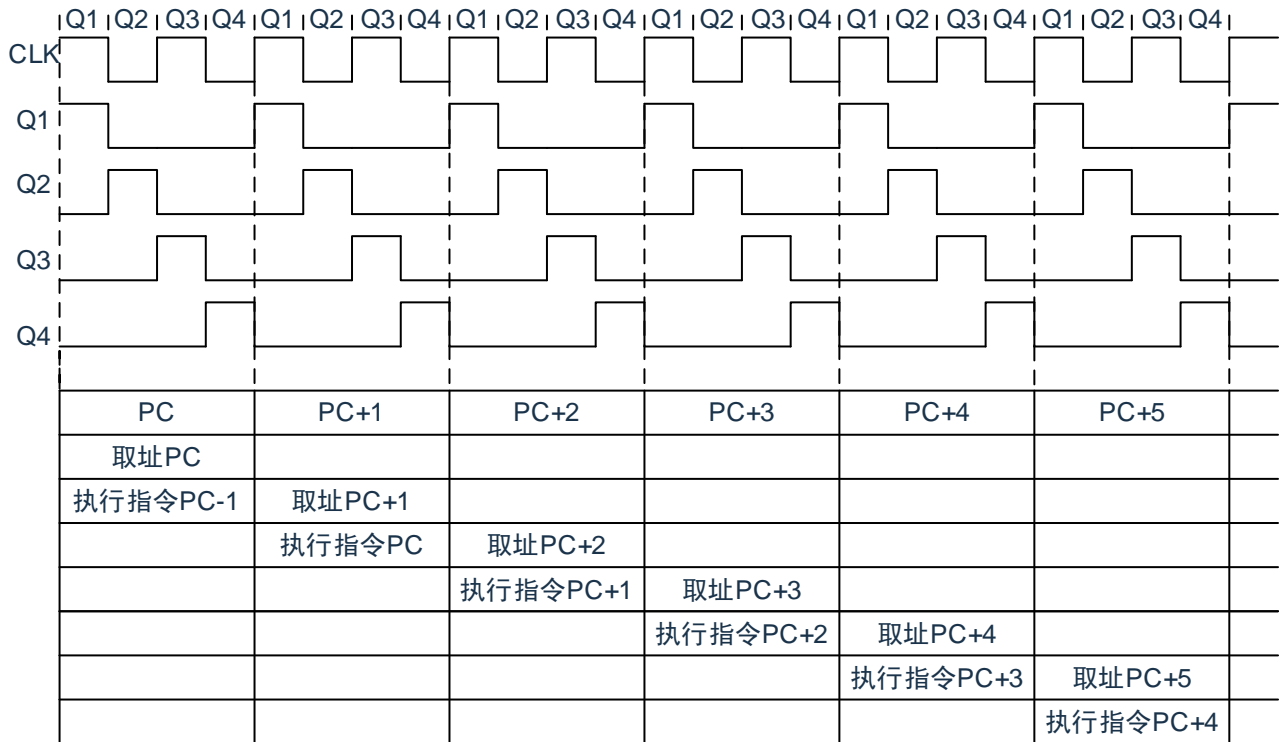 Q1 Q2 Q3 Q4 Q1 Q2 Q3 Q4 Q1 Q2 Q3 Q4 Q1 Q2 Q3 Q4 Q1 Q2 Q3 Q4 Q1 Q2 Q3 Q4
CLK
Q1
Q2
Q3
Q4
PC PC+1 PC+2 PC+3 PC+4 PC+5
取址PC
执行指令PC-1 取址PC+1
执行指令PC 取址PC+2
执行指令PC+1 取址PC+3
执行指令PC+2 取址PC+4
执行指令PC+3 取址PC+5
执行指令PC+4